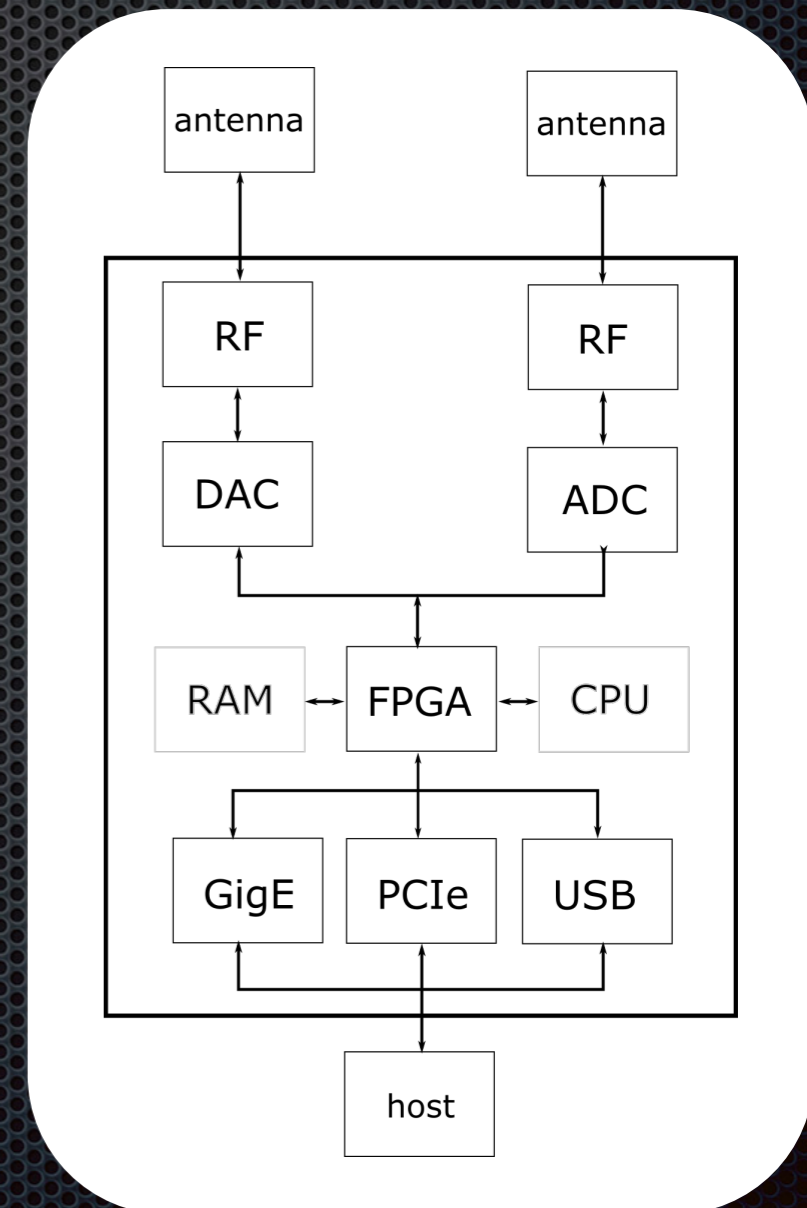 antenna
antenna
RF
RF
DAC
ADC
RAM
FPGA
CPU
GigE
PCIe
USB
host